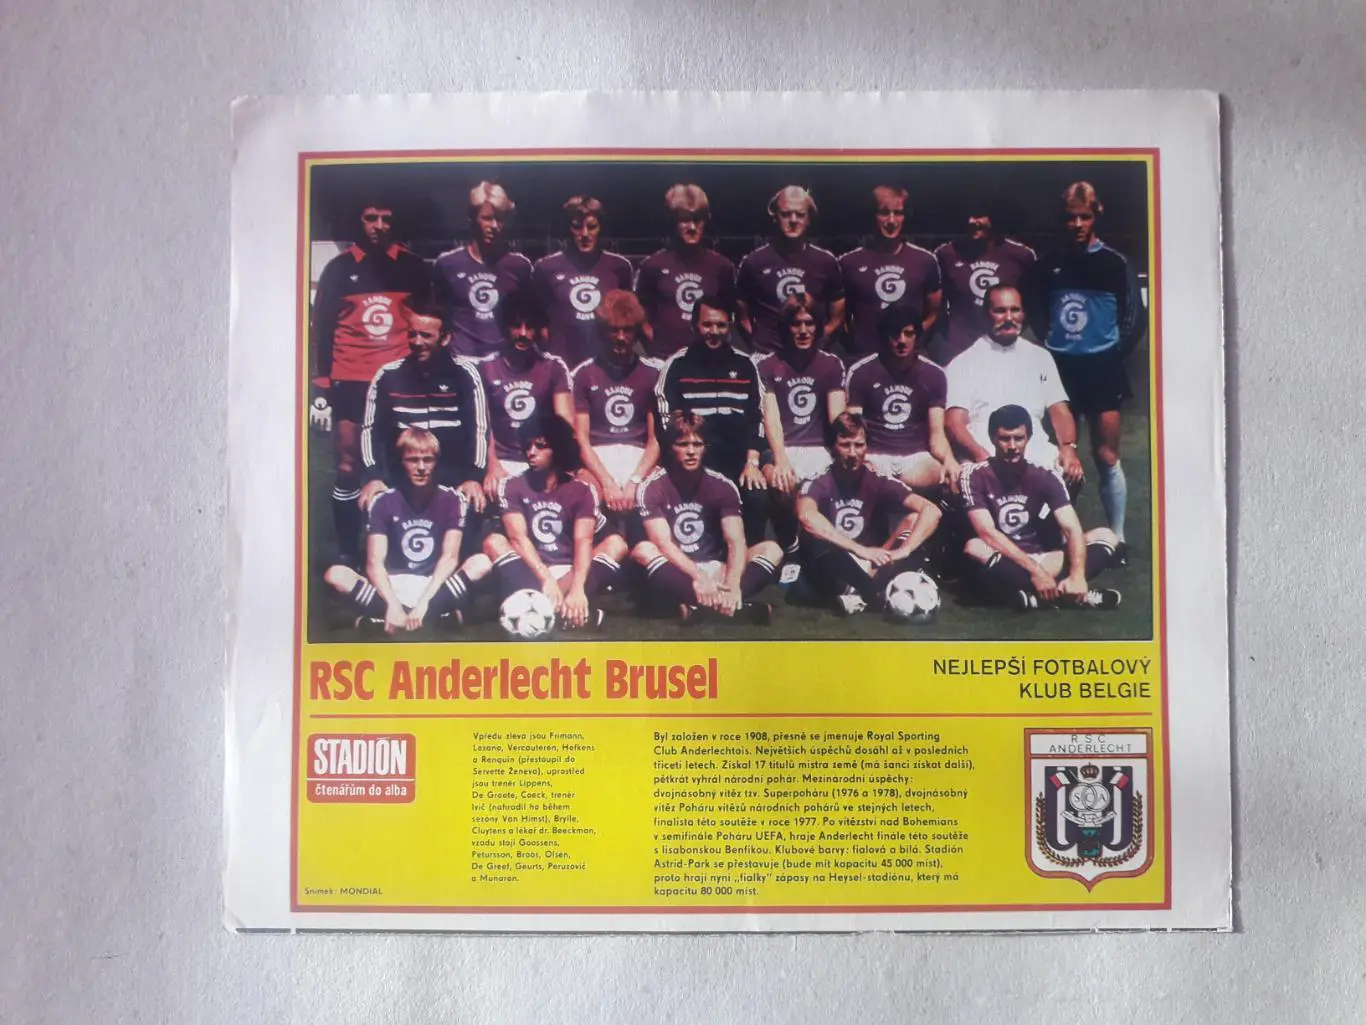 RSC Anderlecht Brusel
NEJLEPŠÍ FOTBALOVÝ
KLUB BELGIE
STADIÓN
čtenářům do alba
Snímek: MONDIAL
Vpředu zleva jsou Frimann,
Lozano, Vercauteren, Hofkens
a Renquin (přestoupil do
Servette Ženeva), uprostřed
jsou trenér Lippens,
De Groote, Coeck, trenér
Ivič (nahradil ho během
sezóny Van Himst), Brylle,
Cluytens a lékař dr. Beeckman,
vzadu stojí Goossens,
Petursson, Broos, Olsen,
De Greef, Geurts, Peruzovič
a Munaron.
Byl založen v roce 1908, přesně se jmenuje Royal Sporting
Club Anderlechtois. Největších úspěchů dosáhl až v posledních
třiceti letech. Získal 17 titulů mistra země (má šanci získat další),
pětkrát vyhrál národní pohár. Mezinárodní úspěchy:
dvojnásobný vítěz tzv. Superpoháru (1976 a 1978), dvojnásobný
vítěz Poháru vítězů národních pohárů ve stejných letech,
finalista této soutěže v roce 1977. Po vítězství nad Bohemians
v semifinále Poháru UEFA, hraje Anderlecht finále této soutěže
s lisabonskou Benfikou. Klubové barvy: fialová a bílá. Stadión
Astrid-Park se přestavuje (bude mít kapacitu 45 000 míst),
proto hrají nyní „fialky" zápasy na Heysel-stadiónu, který má
kapacitu 80 000 míst.
RSC
ANDERLECHT
BANQUE
G
BANK